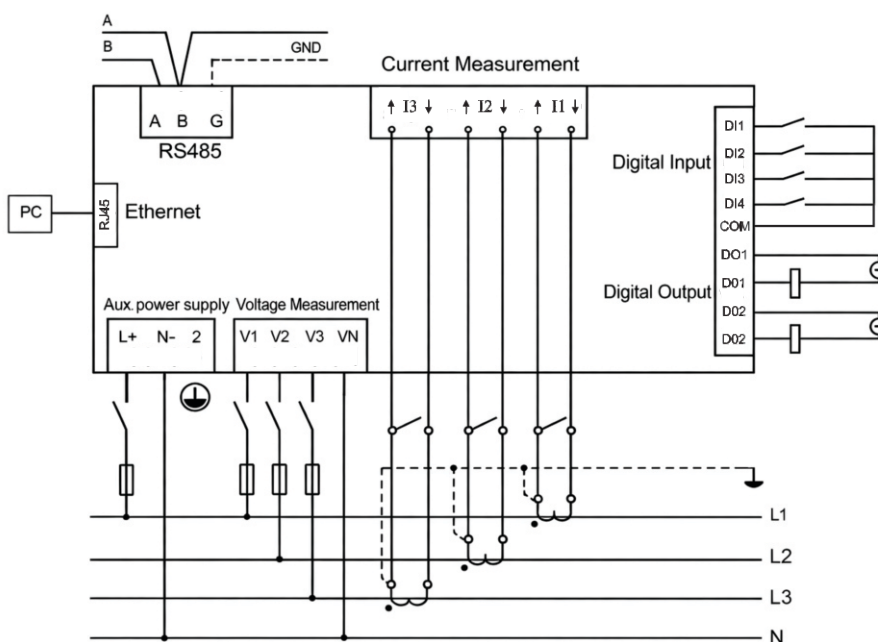 A
B
GND
Current Measurement
↑ I3 ↓ ↑ I2 ↓ ↑ I1 ↓
A B G
RS485
DI1
DI2
Digital Input
DI3
DI4
COM
PC
RJ45
Ethernet
DO1
D01
Digital Output
D02
D02
Aux. power supply
Voltage Measurement
L+ N- 2
V1 V2 V3 VN
L1
L2
L3
N